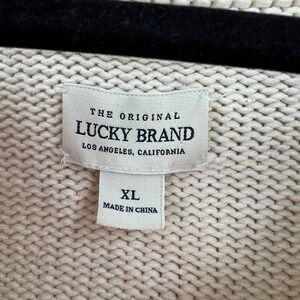 THE ORIGINAL
LUCKY BRAND
LOS ANGELES, CALIFORNIA
XL
MADE IN CHINA